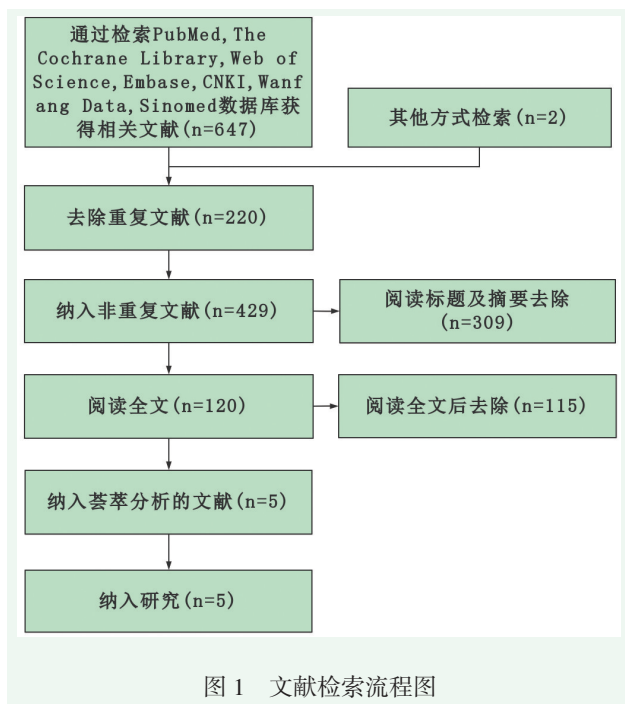 通过检索PubMed,The
Cochrane Library,Web of
Science,Embase,CNKI,Wanf
ang Data,Sinomed数据库获
得相关文献(n=647)
其他方式检索(n=2)
去除重复文献(n=220)
纳入非重复文献(n=429)
阅读标题及摘要去除
(n=309)
阅读全文(n=120)
阅读全文后去除(n=115)
纳入荟萃分析的文献(n=5)
纳入研究(n=5)
图 1 文献检索流程图